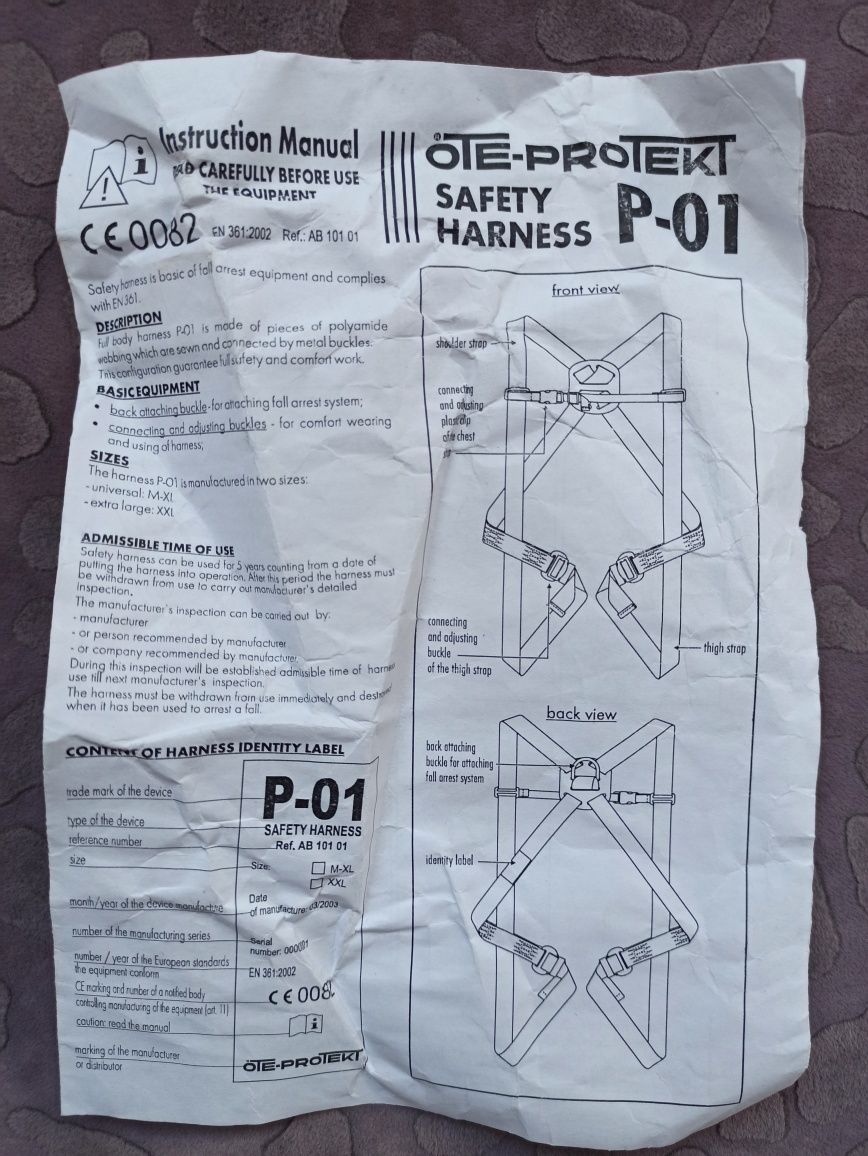 Instruction Manual
CAREFULLY BEFORE USE
THE EQUIPMENT
CE 0082 EN 361:2002 Ref.: AB 101 01
ÖTE-PROTEKT
SAFETY
HARNESS P-01
Safety harness is basic of fall arrest equipment and complies
with EN 361.
DESCRIPTION
Full body harness P-01 is made of pieces of polyamide
webbing which are sewn and connected by metal buckles.
This configuration guarantee full safety and comfort work.
BASIC EQUIPMENT
• back attaching buckle - for attaching fall arrest system;
• connecting and adjusting buckles - for comfort wearing
and using of harness;
SIZES
The harness P-01 is manufactured in two sizes:
- universal: M-XL
- extra large: XXL
ADMISSIBLE TIME OF USE
Safety harness can be used for 5 years counting from a date of
putting the harness into operation. After this period the harness must
be withdrawn from use to carry out manufacturer's detailed
inspection.
The manufacturer's inspection can be carried out by:
- manufacturer
- or person recommended by manufacturer
- or company recommended by manufacturer.
During this inspection will be established admissible time of harness
use till next manufacturer's inspection.
The harness must be withdrawn from use immediately and
when it has been used to arrest a fall.
CONTENT OF HARNESS IDENTITY LABEL
trade mark of the device
type of the device
reference number
size
month/year of the device manufacture
number of the manufacturing series
number / year of the European standards
the equipment conform
CE marking and number of a notified body
controlling manufacturing of the equipment (art. 11)
caution: read the manual
marking of the manufacturer
or distributor
P-01
SAFETY HARNESS
Ref. AB 101 01
Size: M-XL
XXL
Date
of manufacture: 03/2003
Serial
number: 000001
EN 361:2002
CE 008
i
ÖTE-PROTEKT
front view
shoulder strap
connecting
and adjusting
plastic clip
of the chest
connecting
and adjusting
buckle
of the thigh strap
thigh strap
back view
back attaching
buckle for attaching
fall arrest system
identity label